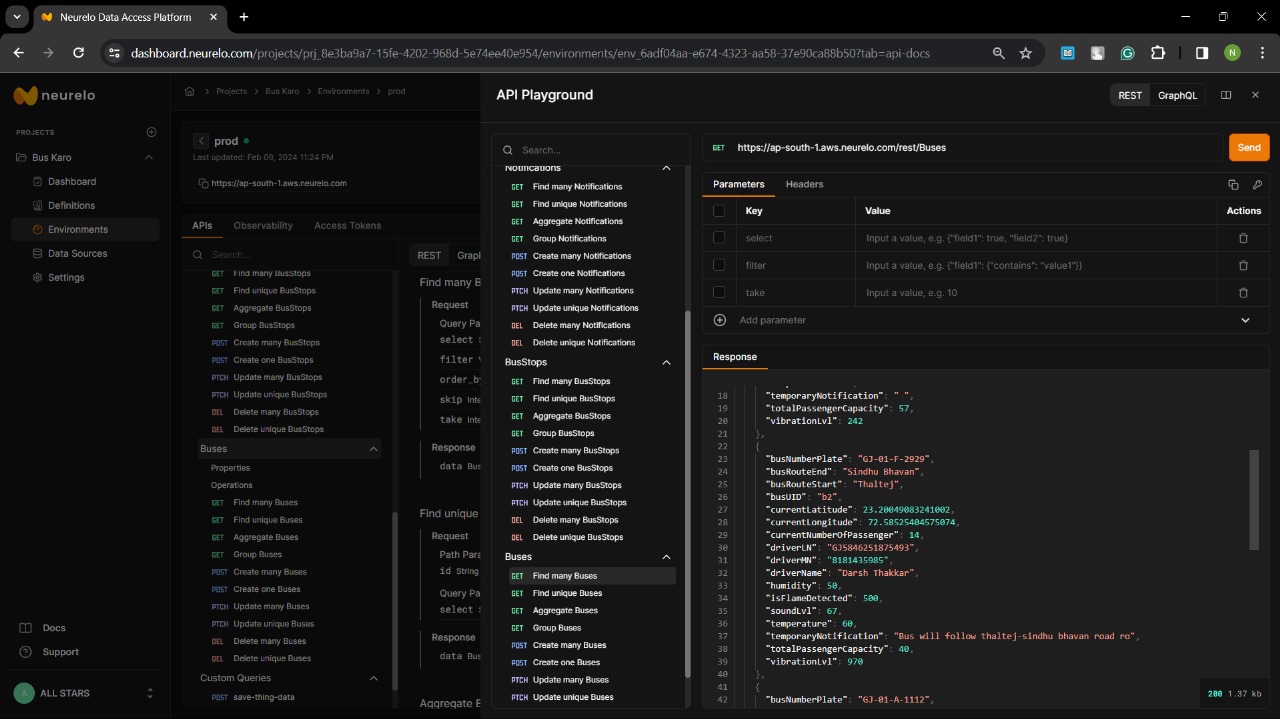 Neurelo Data Access Platform
dashboard.neurelo.com/projects/prj_8e3ba9a7-15fe-4202-968d-5e74ee40e954/environments/env_6adf04aa-e674-4323-aa58-37e90ca88b50?tab=api-docs
N
neurelo
PROJECTS
Bus Karo
Dashboard
Definitions
Environments
Data Sources
Settings
Docs
Support
A ALL STARS
Projects > Bus Karo > Environments > prod
prod
Last updated: Feb 09, 2024 11:24 PM
https://ap-south-1.aws.neurelo.com
APIs Observability Access Tokens
Search...
REST Grap
GET Find many BusStops
GET Find unique BusStops
GET Aggregate BusStops
GET Group BusStops
POST Create many BusStops
POST Create one BusStops
PTCH Update many BusStops
PTCH Update unique BusStops
DEL Delete many BusStops
DEL Delete unique BusStops
Buses
Properties
Operations
GET Find many Buses
GET Find unique Buses
GET Aggregate Buses
GET Group Buses
POST Create many Buses
POST Create one Buses
PTCH Update many Buses
PTCH Update unique Buses
DEL Delete many Buses
DEL Delete unique Buses
Custom Queries
POST save-thing-data
Find many B
Request
Query Pa
select
filter
order_by
skip Inte
take Inte
Response
data Bus
Find unique
Request
Path Para
id String
Query Pa
select
Response
data Bus
Aggregate B
API Playground
REST GraphQL
Search...
Notifications
GET Find many Notifications
GET Find unique Notifications
GET Aggregate Notifications
GET Group Notifications
POST Create many Notifications
POST Create one Notifications
PTCH Update many Notifications
PTCH Update unique Notifications
DEL Delete many Notifications
DEL Delete unique Notifications
BusStops
GET Find many BusStops
GET Find unique BusStops
GET Aggregate BusStops
GET Group BusStops
POST Create many BusStops
POST Create one BusStops
PTCH Update many BusStops
PTCH Update unique BusStops
DEL Delete many BusStops
DEL Delete unique BusStops
Buses
GET Find many Buses
GET Find unique Buses
GET Aggregate Buses
GET Group Buses
POST Create many Buses
POST Create one Buses
PTCH Update many Buses
PTCH Update unique Buses
GET https://ap-south-1.aws.neurelo.com/rest/Buses Send
Parameters Headers
Key Value Actions
select Input a value, e.g. {"field1": true, "field2": true}
filter Input a value, e.g. {"field1": {"contains": "value1"}}
take Input a value, e.g. 10
Add parameter
Response
18 "temporaryNotification": " ",
19 "totalPassengerCapacity": 57,
20 "vibrationLvl": 242
21 },
22 {
23 "busNumberPlate": "GJ-01-F-2929",
24 "busRouteEnd": "Sindhu Bhavan",
25 "busRouteStart": "Thaltej",
26 "busUID": "b2",
27 "currentLatitude": 23.20049083241002,
28 "currentLongitude": 72.58525404575074,
29 "currentNumberOfPassenger": 14,
30 "driverLN": "GJ5846251875493",
31 "driverMN": "8181435985",
32 "driverName": "Darsh Thakkar",
33 "humidity": 50,
34 "isFlameDetected": 500,
35 "soundLvl": 67,
36 "temperature": 60,
37 "temporaryNotification": "Bus will follow thaltej-sindhu bhavan road ro",
38 "totalPassengerCapacity": 40,
39 "vibrationLvl": 970
40 },
41 {
42 "busNumberPlate": "GJ-01-A-1112",
200 1.37 kb